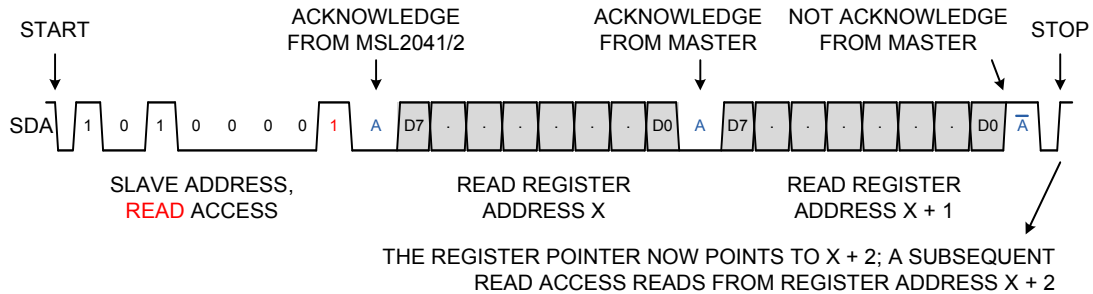 START
ACKNOWLEDGE
FROM MSL2041/2
ACKNOWLEDGE
FROM MASTER
NOT ACKNOWLEDGE
FROM MASTER
STOP
SDA 1 0 1 0 0 0 0 1 A D7 . . . . . . D0 A D7 . . . . . . D0 A̅
SLAVE ADDRESS,
READ ACCESS
READ REGISTER
ADDRESS X
READ REGISTER
ADDRESS X + 1
THE REGISTER POINTER NOW POINTS TO X + 2; A SUBSEQUENT
READ ACCESS READS FROM REGISTER ADDRESS X + 2